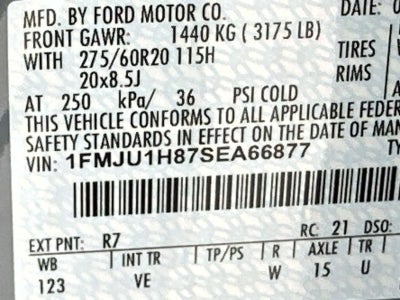 MFD. BY FORD MOTOR CO. DATE: 0
FRONT GAWR: 1440 KG ( 3175 LB)
WITH 275/60R20 115H TIRES
20x8.5J RIMS
AT 250 kPa/ 36 PSI COLD A
THIS VEHICLE CONFORMS TO ALL APPLICABLE FEDER
SAFETY STANDARDS IN EFFECT ON THE DATE OF MAN
VIN: 1FMJU1H87SEA66877 TY
EXT PNT: R7 RC: 21 DSO:
WB INT TR TP/PS R AXLE TR
123 VE W 15 U